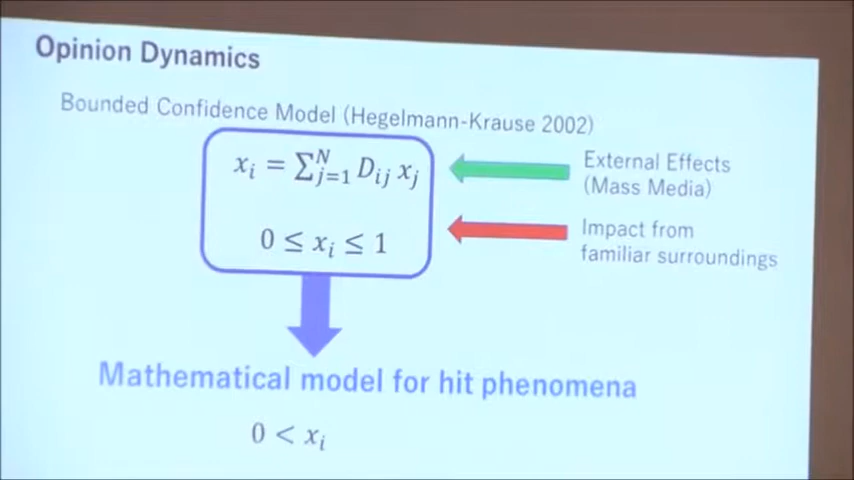 Opinion Dynamics
Bounded Confidence Model (Hegelmann-Krause 2002)
x_i = ∑_{j=1}^{N} D_{ij} x_j
External Effects
(Mass Media)
0 ≤ x_i ≤ 1
Impact from
familiar surroundings
Mathematical model for hit phenomena
0 < x_i